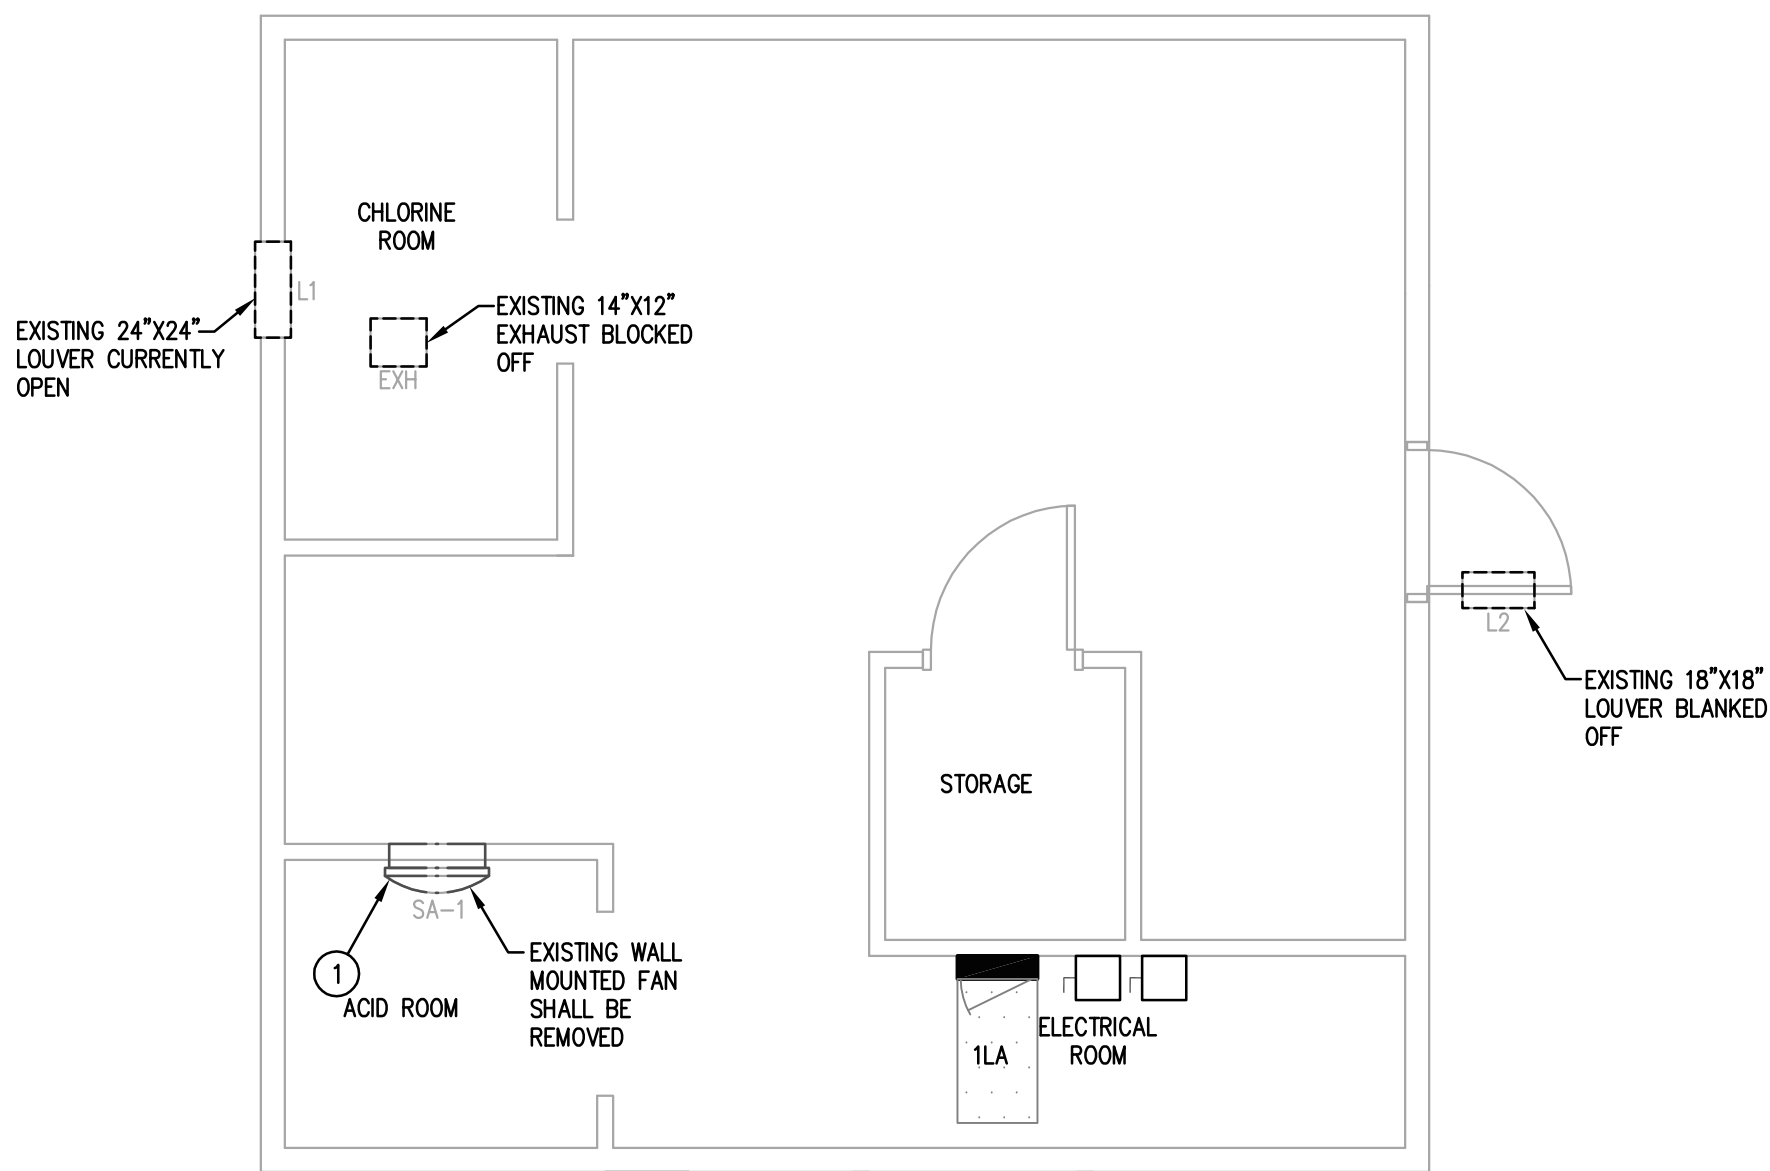 CHLORINE
ROOM
L1
EXISTING 24"X24"
LOUVER CURRENTLY
OPEN
EXISTING 14"X12"
EXHAUST BLOCKED
OFF
EXH
L2
EXISTING 18"X18"
LOUVER BLANKED
OFF
STORAGE
SA-1
1
ACID ROOM
EXISTING WALL
MOUNTED FAN
SHALL BE
REMOVED
ELECTRICAL
ROOM
1LA